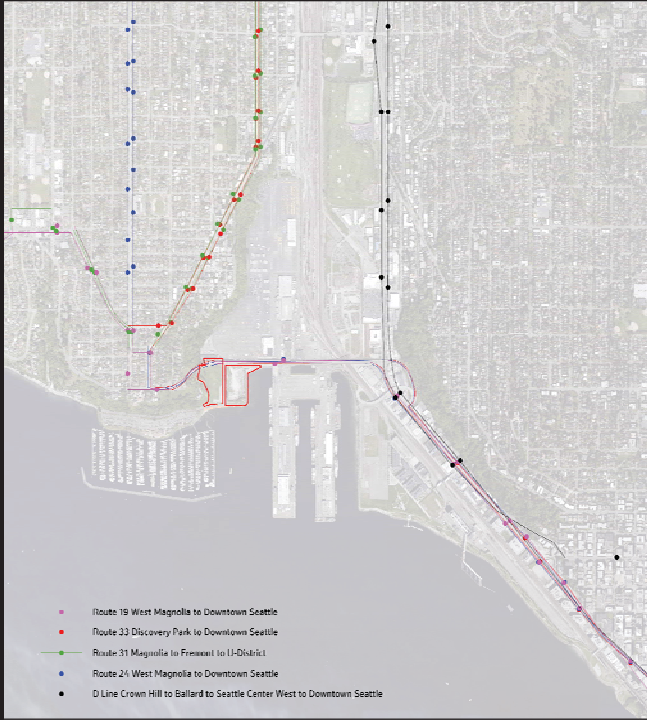 Route 19 West Magnolia to Downtown Seattle
Route 33 Discovery Park to Downtown Seattle
Route 31 Magnolia to Fremont to U-District
Route 24 West Magnolia to Downtown Seattle
D Line Crown Hill to Ballard to Seattle Center West to Downtown Seattle